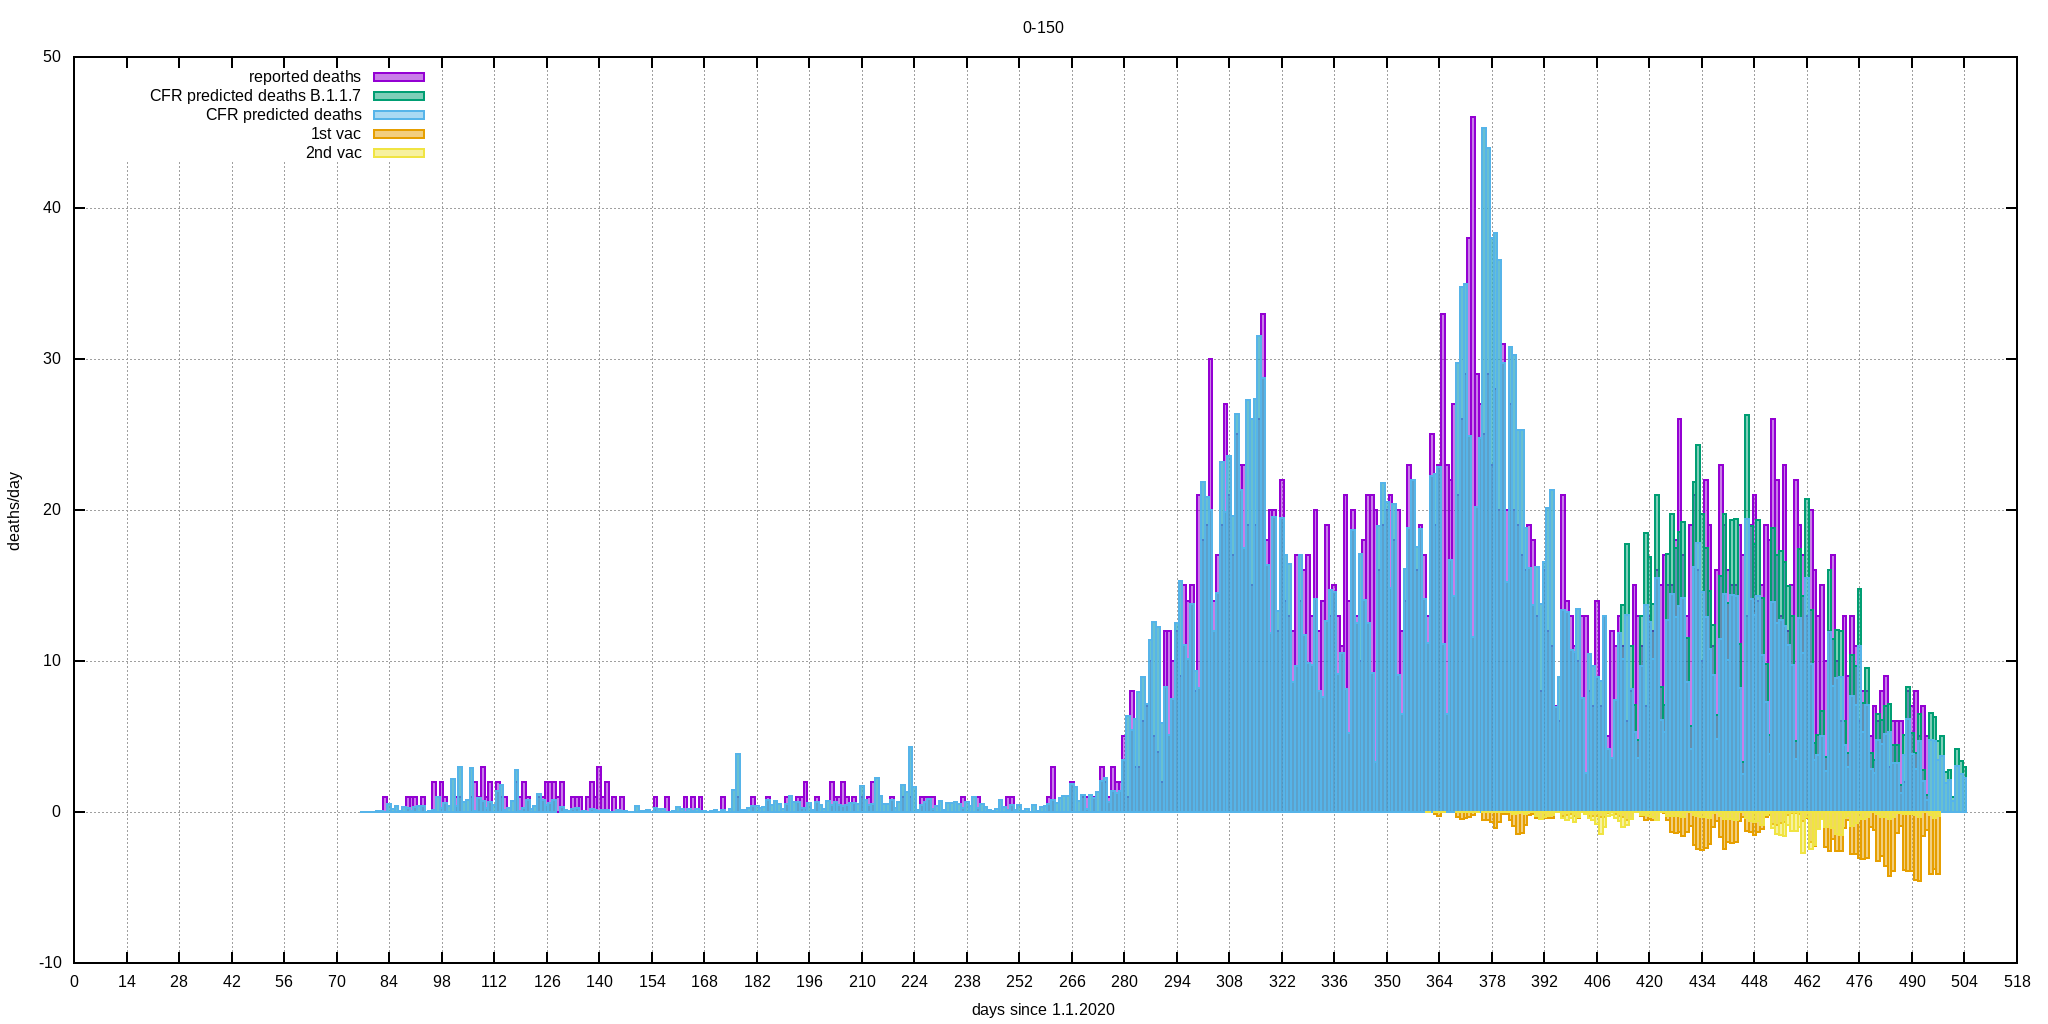 0-150
50
reported deaths
CFR predicted deaths B.1.1.7
CFR predicted deaths
1st vac
2nd vac
40
30
20
10
0
-10
deaths/day
0 14 28 42 56 70 84 98 112 126 140 154 168 182 196 210 224 238 252 266 280 294 308 322 336 350 364 378 392 406 420 434 448 462 476 490 504 518
days since 1.1.2020